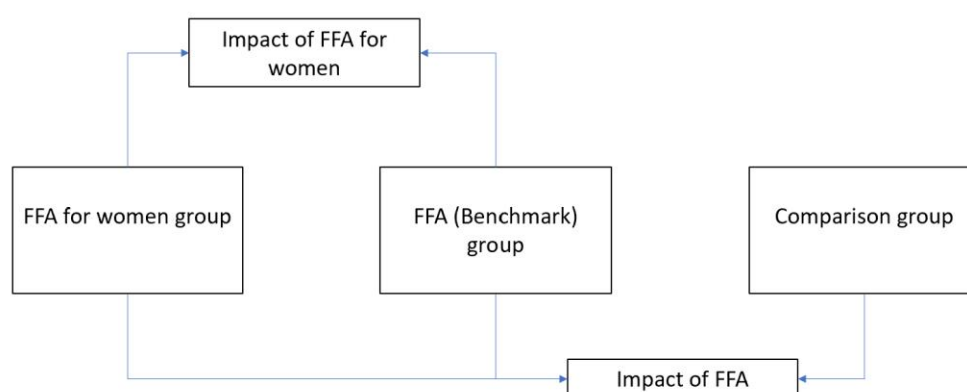 Impact of FFA for
women
FFA for women group
FFA (Benchmark)
group
Comparison group
Impact of FFA